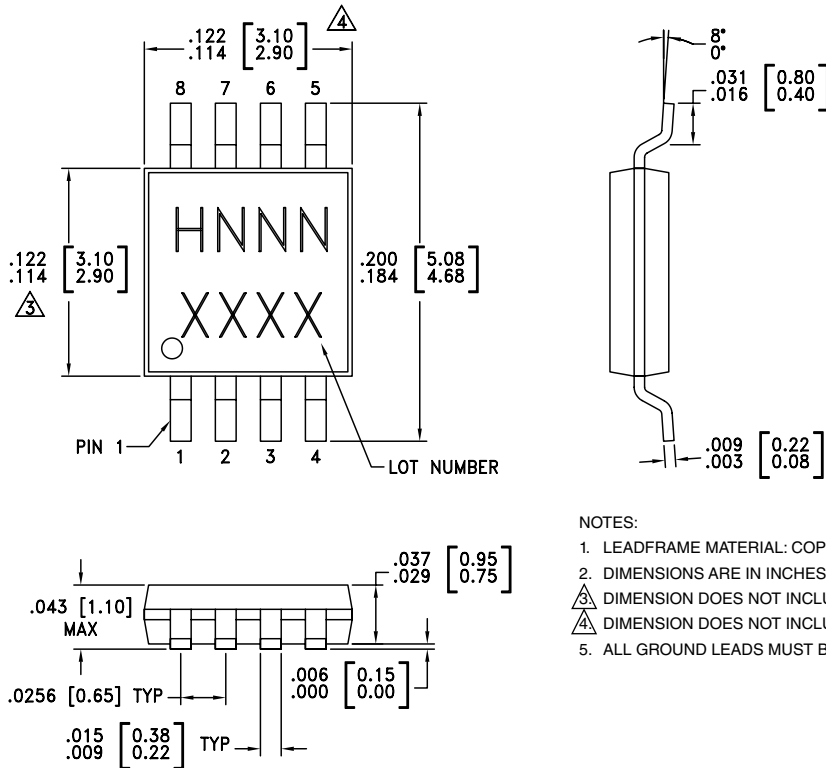 4
.122 [3.10]
.114 [2.90]
8 7 6 5
HNNN
XXXX
.122 [3.10]
.114 [2.90]
3
.200 [5.08]
.184 [4.68]
PIN 1
1 2 3 4
LOT NUMBER
8°
0°
.031 [0.80]
.016 [0.40]
.009 [0.22]
.003 [0.08]
.043 [1.10]
MAX
.037 [0.95]
.029 [0.75]
.0256 [0.65] TYP
.006 [0.15]
.000 [0.00]
.015 [0.38]
.009 [0.22]
TYP
NOTES:
1. LEADFRAME MATERIAL: COP
2. DIMENSIONS ARE IN INCHES
3. DIMENSION DOES NOT INCLU
4. DIMENSION DOES NOT INCLU
5. ALL GROUND LEADS MUST B